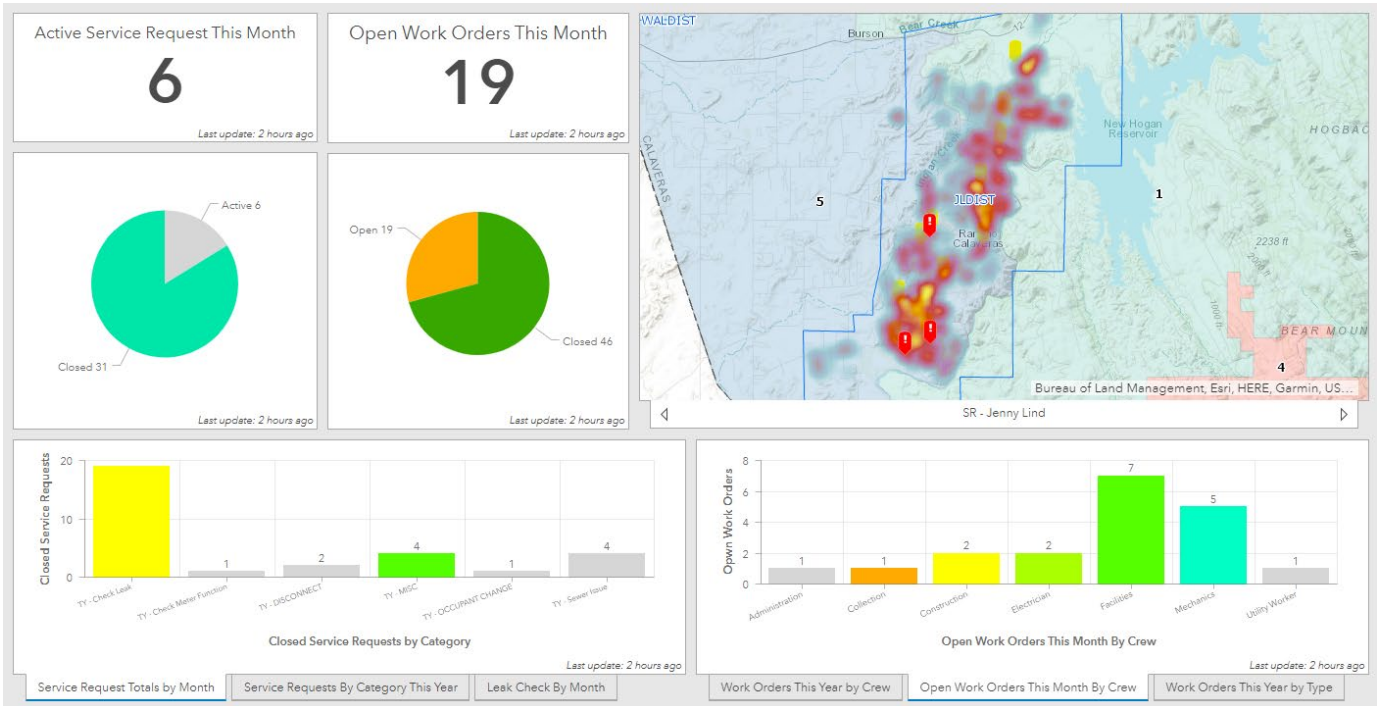 Active Service Request This Month
6
Last update: 2 hours ago
Open Work Orders This Month
19
Last update: 2 hours ago
Active 6
Closed 31
Last update: 2 hours ago
Open 19
Closed 46
Last update: 2 hours ago
WALDIST
Burson
Bear Creek
12
New Hogan
Reservoir
HOGBAC
CALAVERAS
5
JLDIST
1
Calaveras
2238 ft
2000 ft
1000 ft
BEAR MOUN
4
Bureau of Land Management, Esri, HERE, Garmin, US...
SR - Jenny Lind
Closed Service Requests
20
10
0
1
2
4
1
4
TY - Check Leak
TY - Check Meter Function
TY - DISCONNECT
TY - MISC
TY - OCCUPANT CHANGE
TY - Sewer Issue
Closed Service Requests by Category
Last update: 2 hours ago
Service Request Totals by Month
Service Requests By Category This Year
Leak Check By Month
Opwn Work Orders
8
6
4
2
0
1
1
2
2
7
5
1
Administration
Collection
Construction
Electrician
Facilities
Mechanics
Utility Worker
Open Work Orders This Month By Crew
Last update: 2 hours ago
Work Orders This Year by Crew
Open Work Orders This Month By Crew
Work Orders This Year by Type